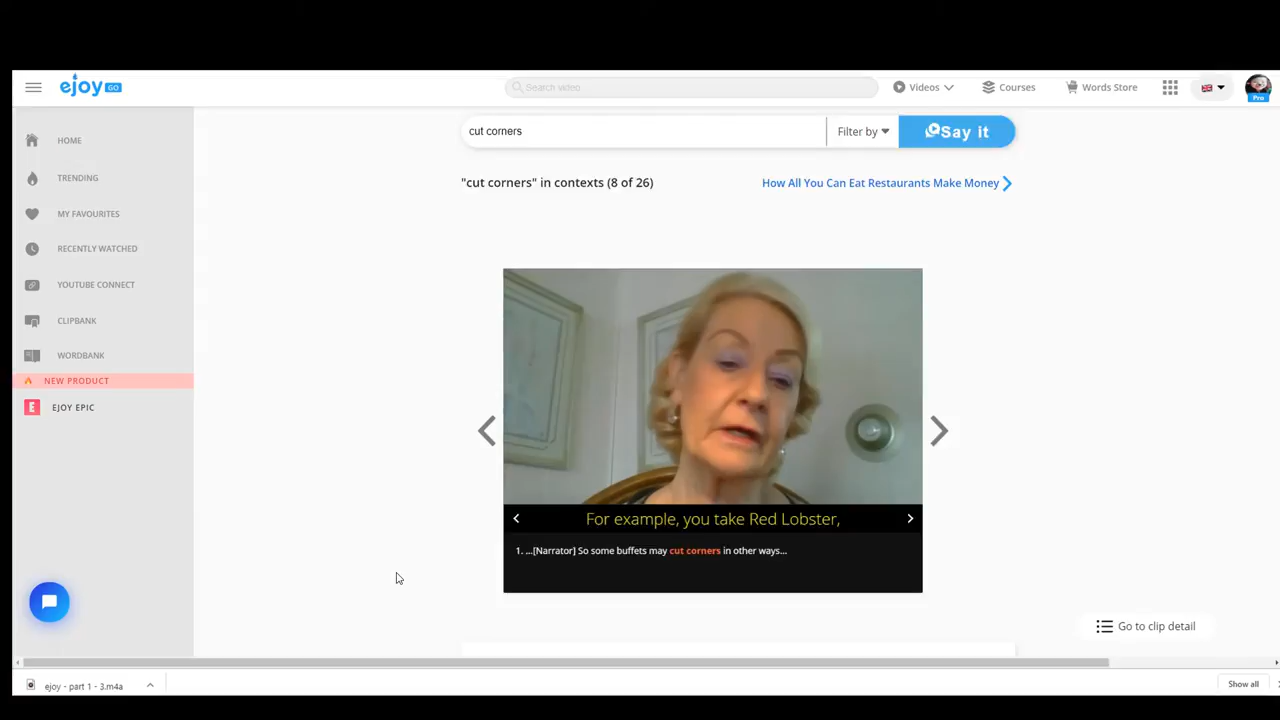 ejoy GO
Search video
Videos
Courses
Words Store
Pro
HOME
TRENDING
MY FAVOURITES
RECENTLY WATCHED
YOUTUBE CONNECT
CLIPBANK
WORDBANK
NEW PRODUCT
E EJOY EPIC
cut corners
Filter by
Say it
"cut corners" in contexts (8 of 26)
How All You Can Eat Restaurants Make Money
For example, you take Red Lobster,
1. ...[Narrator] So some buffets may cut corners in other ways...
Go to clip detail
ejoy - part 1 - 3.m4a
Show all